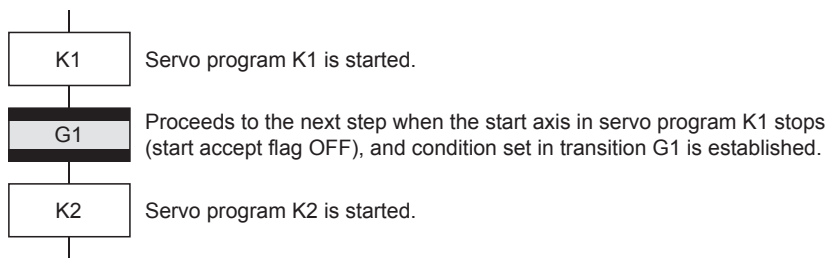 K1
Servo program K1 is started.
G1
Proceeds to the next step when the start axis in servo program K1 stops
(start accept flag OFF), and condition set in transition G1 is established.
K2
Servo program K2 is started.